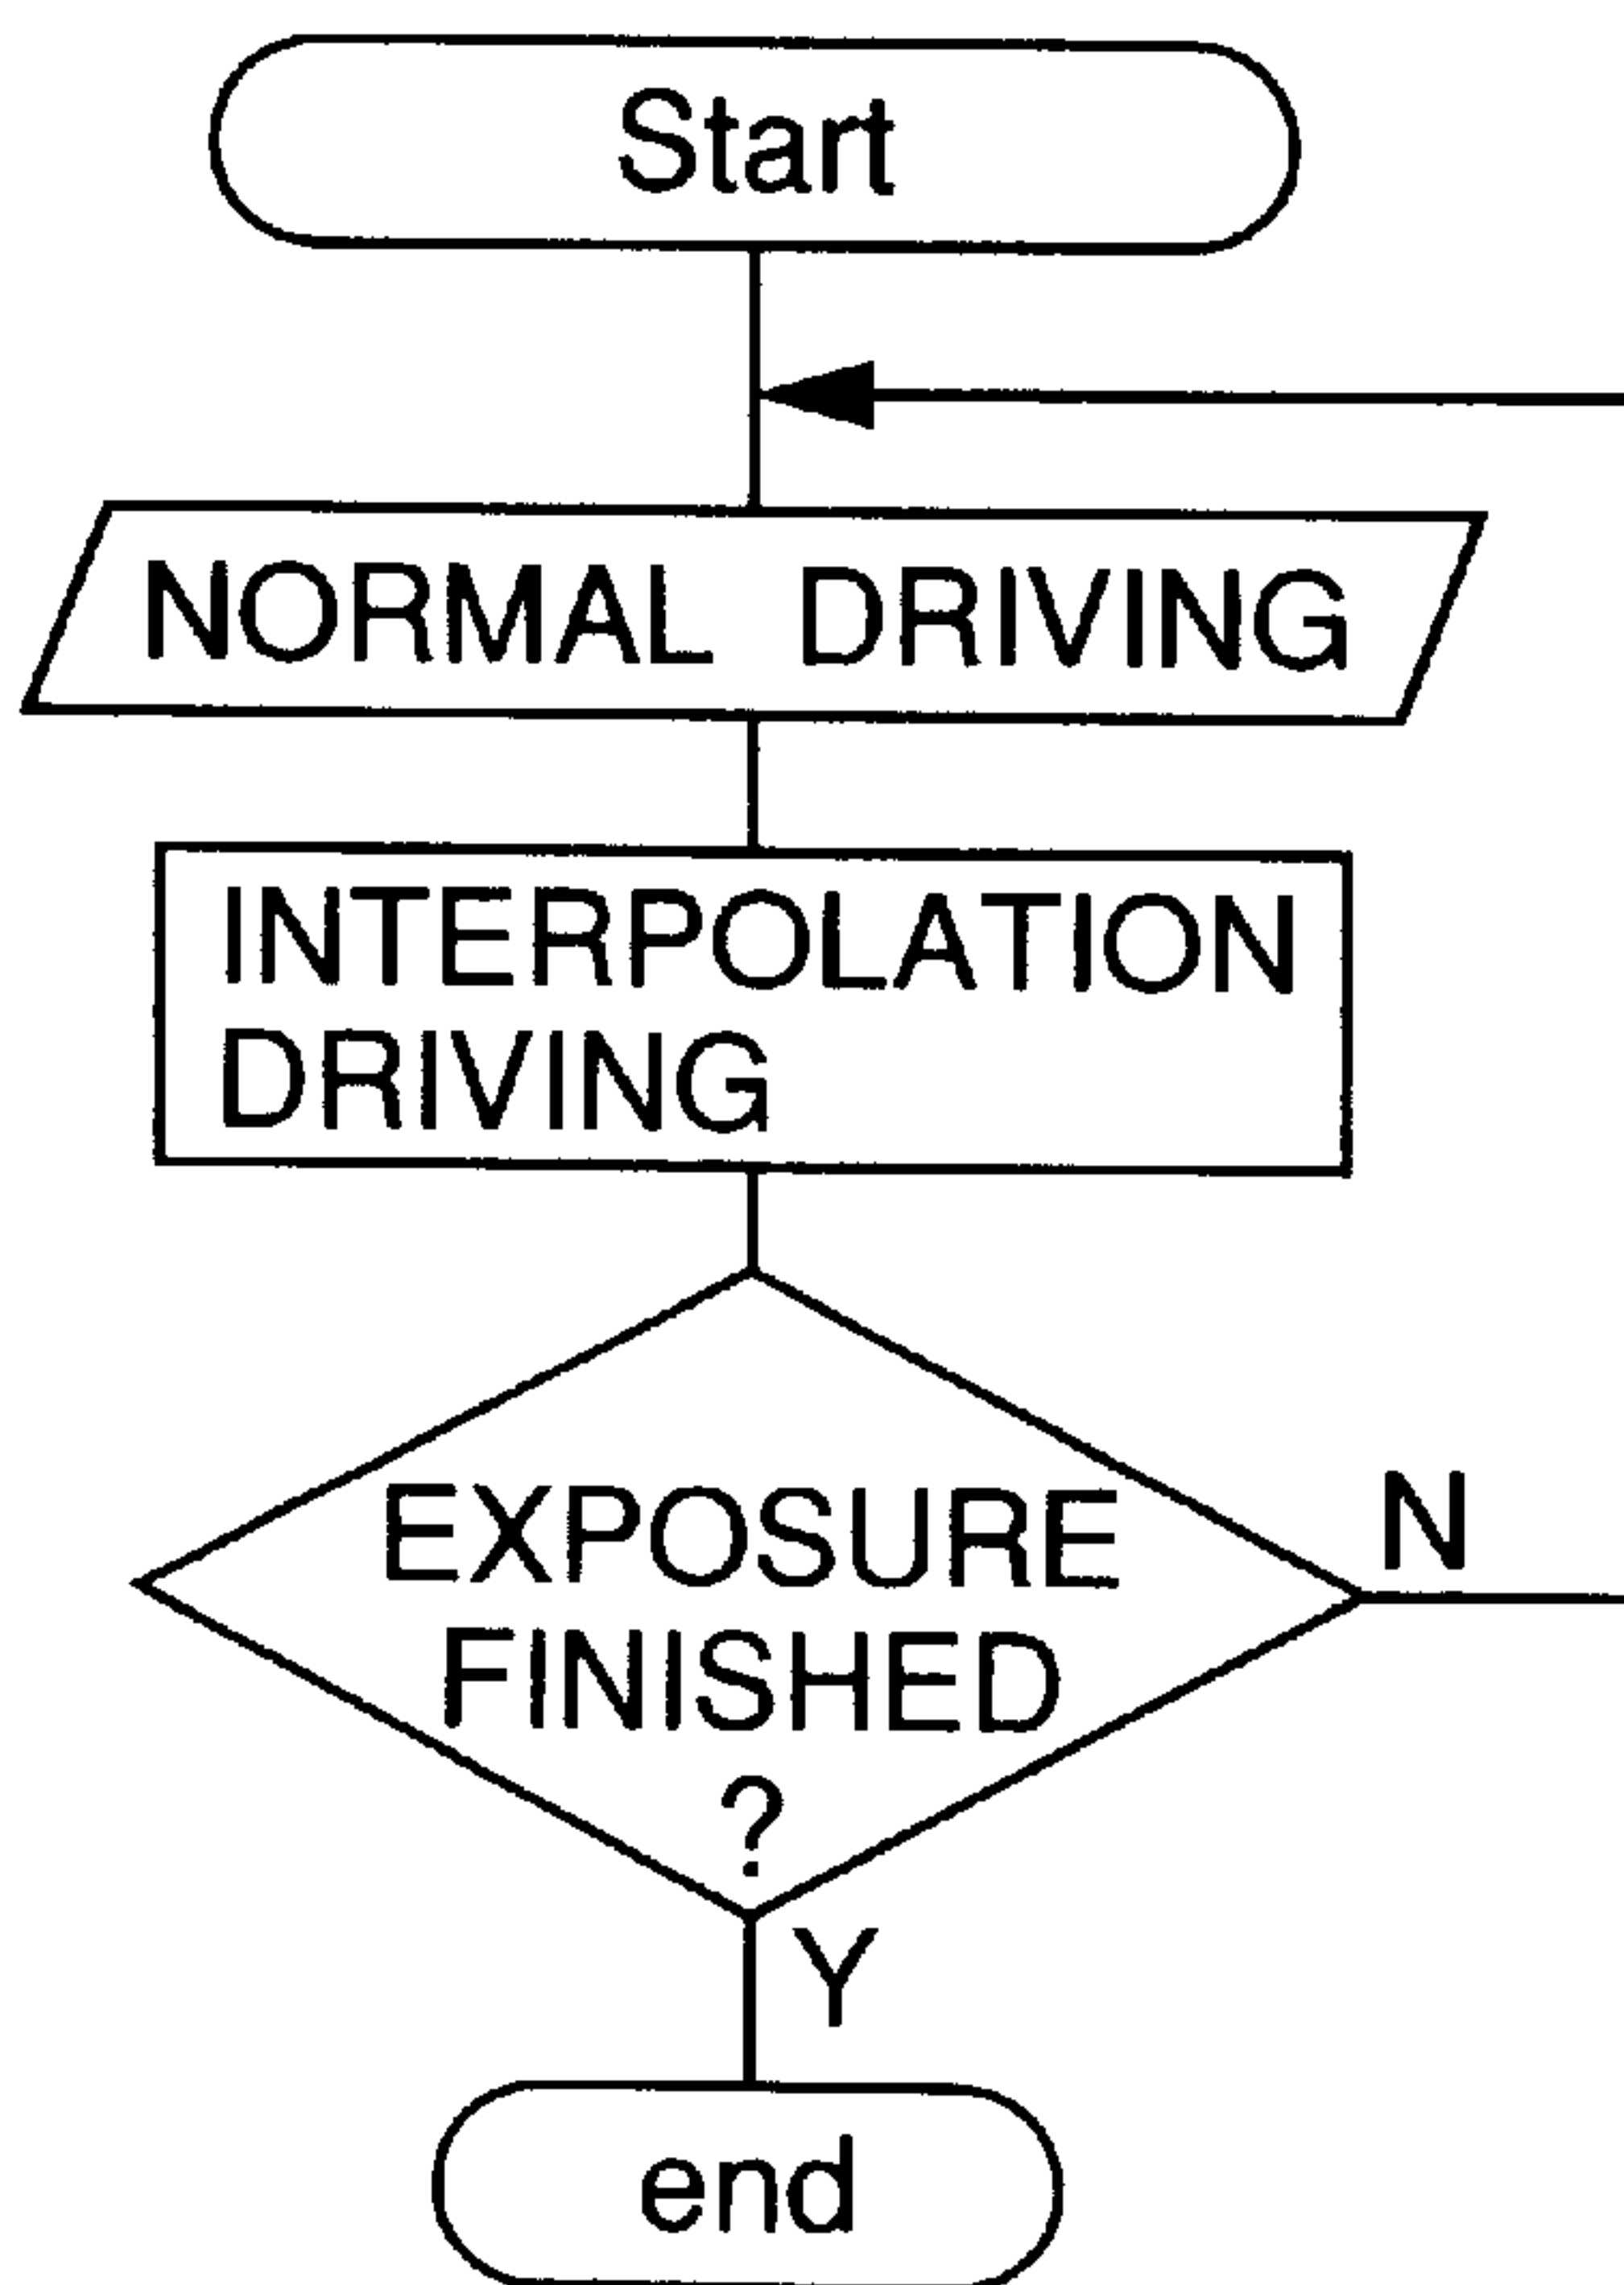 Start
NORMAL DRIVING
INTERPOLATION
DRIVING
EXPOSURE
FINISHED
?
N
Y
end